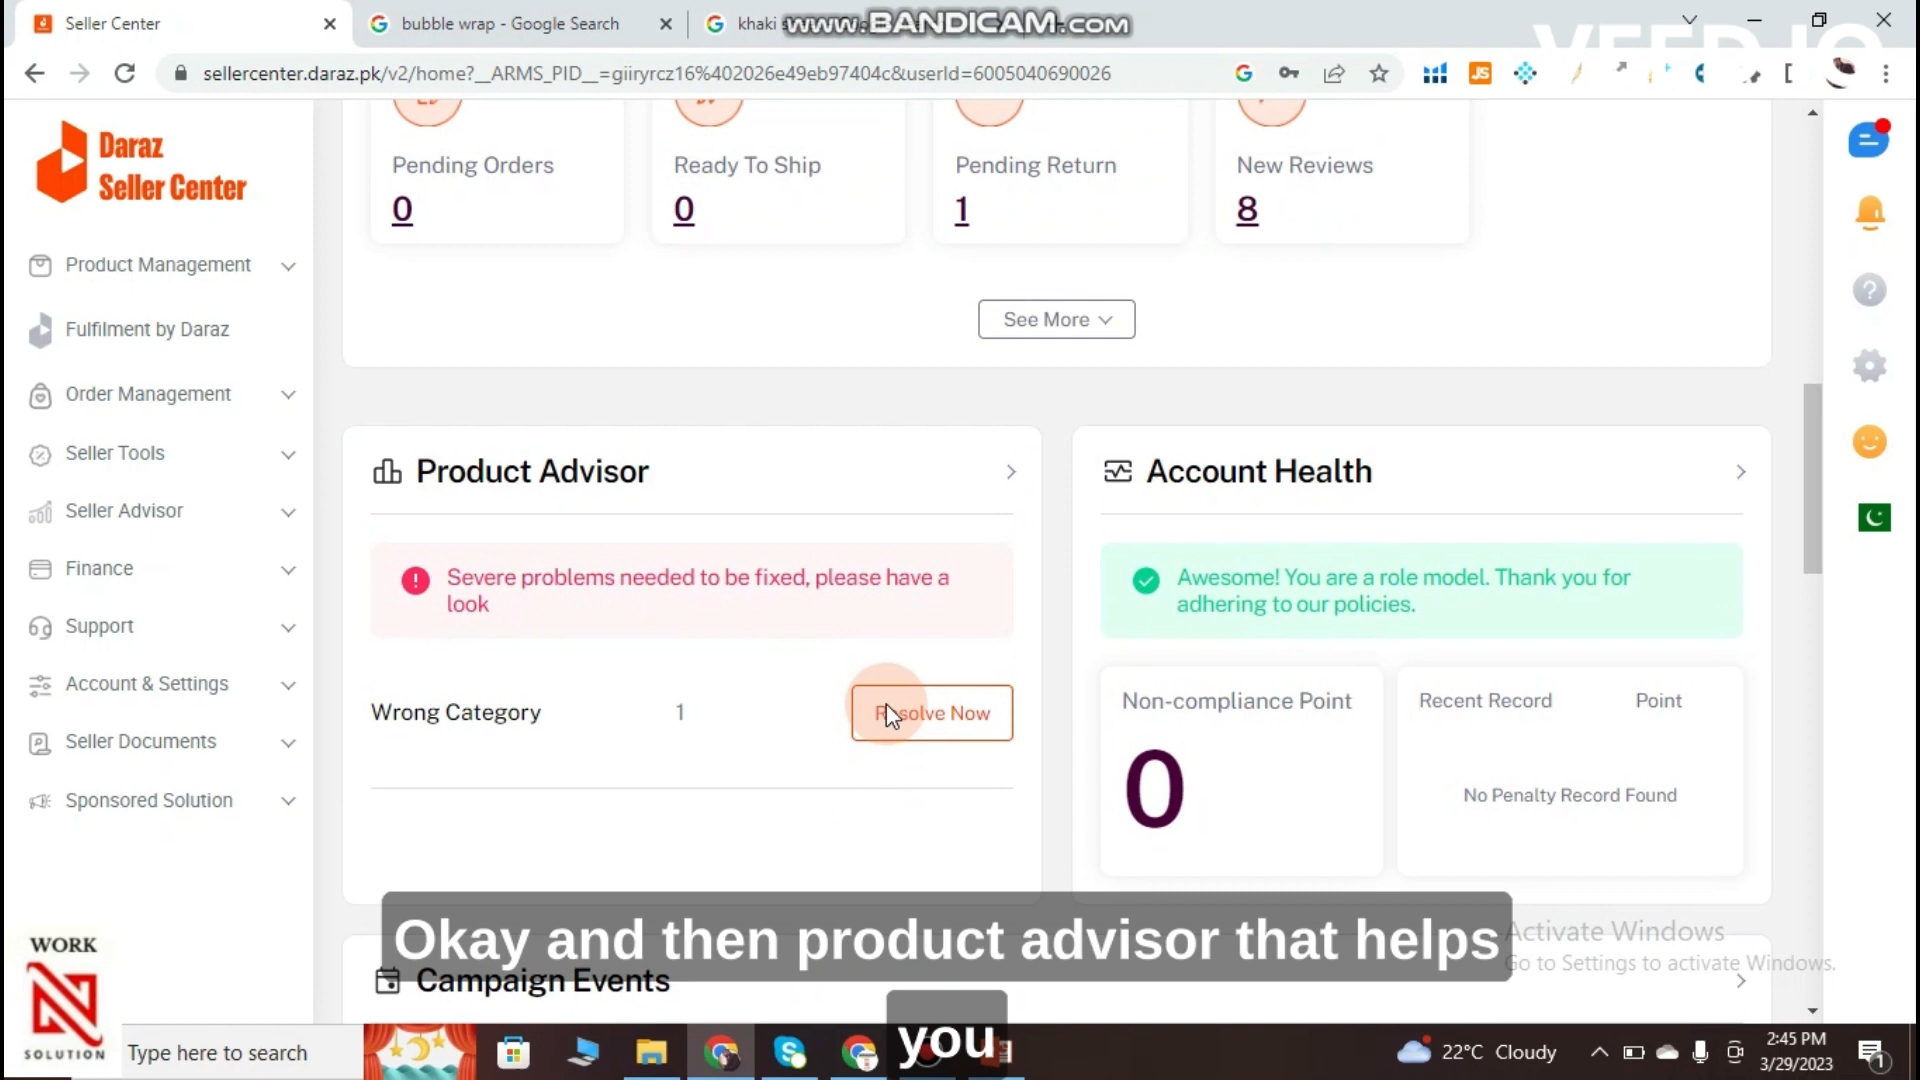 Seller Center
bubble wrap - Google Search
khaki
www.BANDICAM.com
VEED.IO
sellercenter.daraz.pk/v2/home?__ARMS_PID__=giiryrcz16%402026e49eb97404c&userId=6005040690026
JS
Daraz
Seller Center
Pending Orders
0
Ready To Ship
0
Pending Return
1
New Reviews
8
See More
Product Management
Fulfilment by Daraz
Order Management
Seller Tools
Seller Advisor
Finance
Support
Account & Settings
Seller Documents
Sponsored Solution
Product Advisor
Severe problems needed to be fixed, please have a
look
Wrong Category 1 Resolve Now
Account Health
Awesome! You are a role model. Thank you for
adhering to our policies.
Non-compliance Point
0
Recent Record Point
No Penalty Record Found
Okay and then product advisor that helps
you
Campaign Events
Activate Windows
Go to Settings to activate Windows.
WORK
N
SOLUTION
Type here to search
22°C Cloudy
2:45 PM
3/29/2023
1